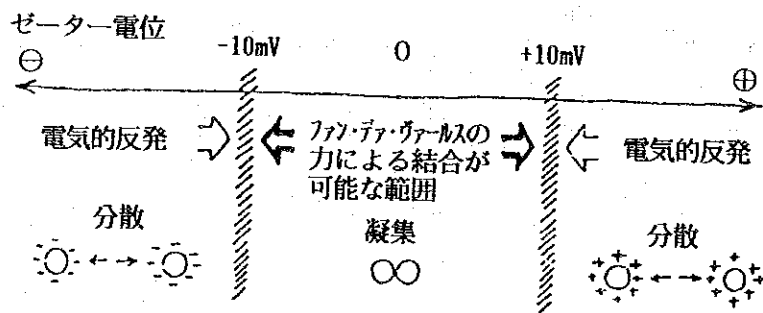 ゼーター電位
-10mV 0 +10mV
⊖ ⊕
電気的反発 ファン・デァ・ヴァールスの 電気的反発
力による結合が
可能な範囲
分散 凝集 分散